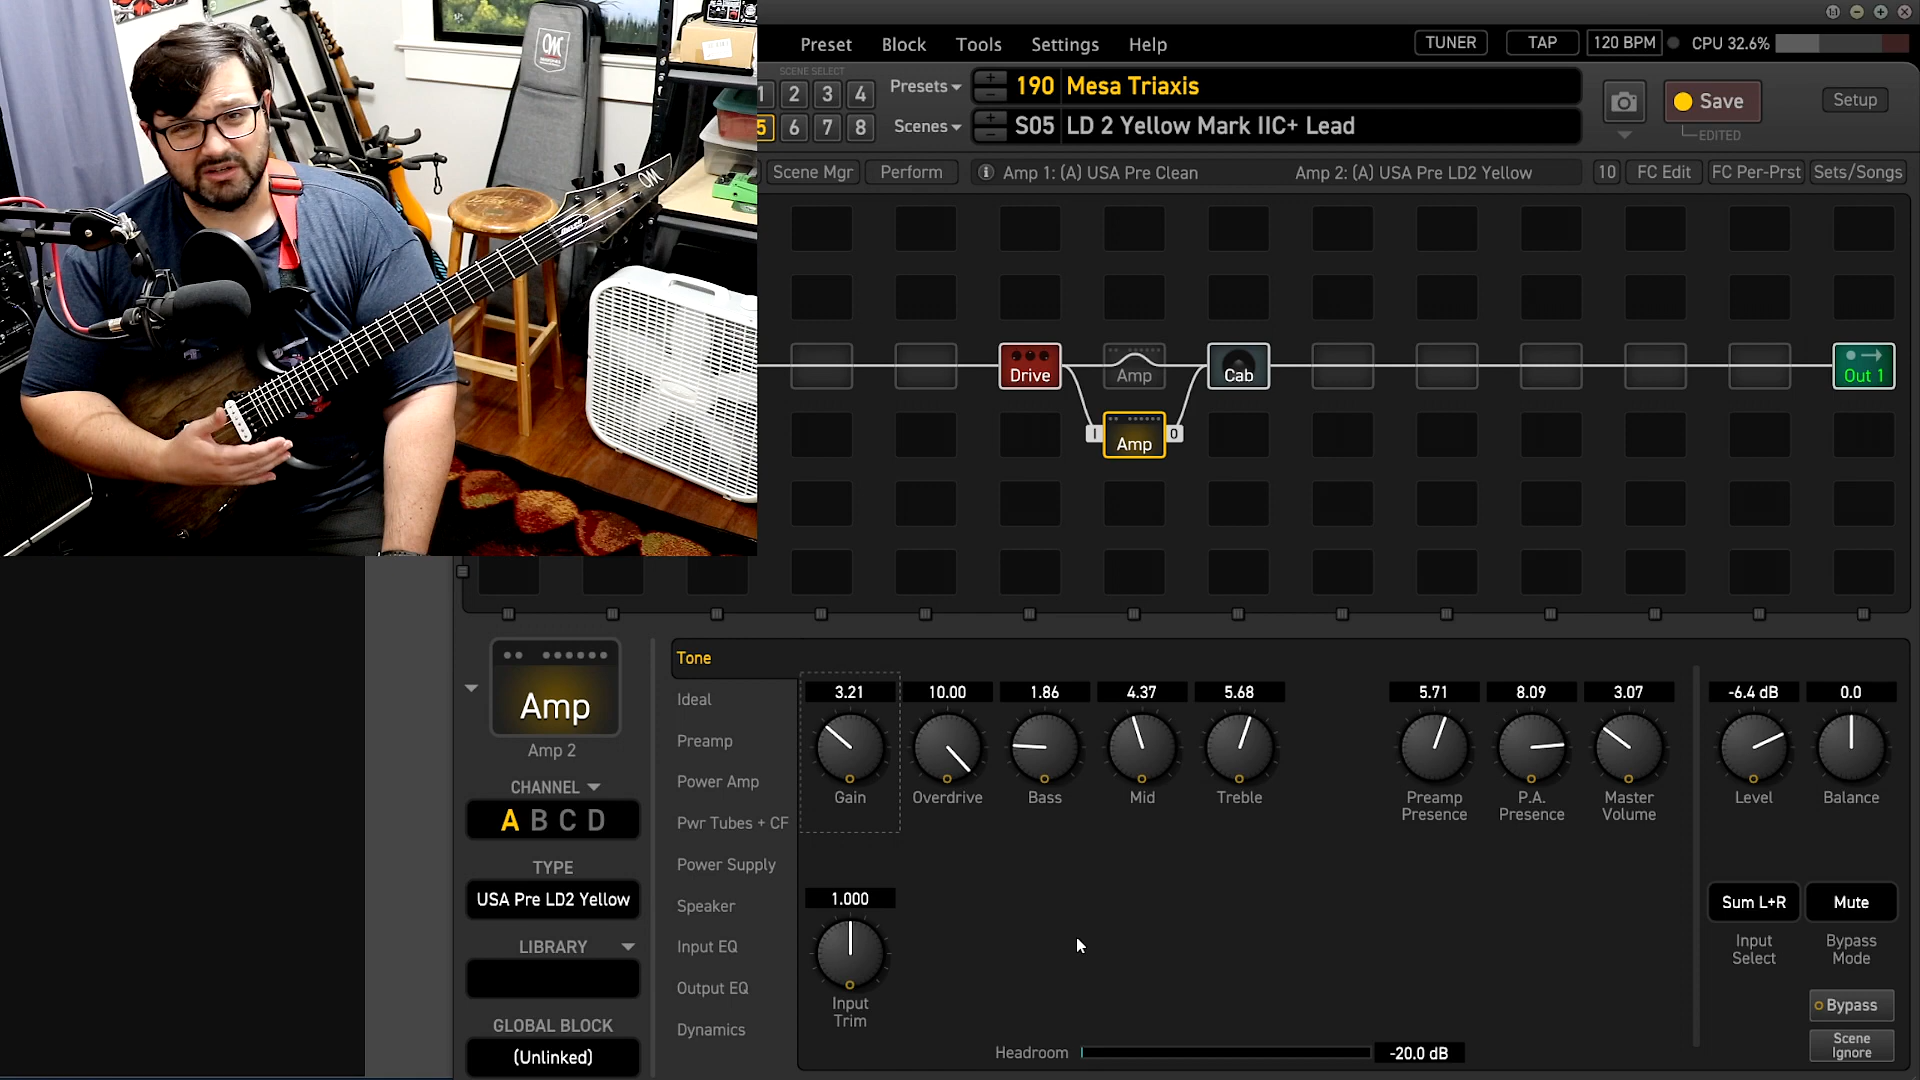 Preset Block Tools Settings Help
TUNER TAP 120 BPM CPU 32.6%
SCENE SELECT
1 2 3 4
5 6 7 8
Presets
190 Mesa Triaxis
Scenes
S05 LD 2 Yellow Mark IIC+ Lead
Save
EDITED
Setup
Scene Mgr Perform
Amp 1: (A) USA Pre Clean Amp 2: (A) USA Pre LD2 Yellow
10 FC Edit FC Per-Prst Sets/Songs
Drive Amp Cab Out 1
I Amp O
Amp
Amp 2
CHANNEL
A B C D
TYPE
USA Pre LD2 Yellow
LIBRARY
GLOBAL BLOCK
(Unlinked)
Tone
Ideal
Preamp
Power Amp
Pwr Tubes + CF
Power Supply
Speaker
Input EQ
Output EQ
Dynamics
3.21 10.00 1.86 4.37 5.68 5.71 8.09 3.07 -6.4 dB 0.0
Gain Overdrive Bass Mid Treble Preamp P.A. Master Level Balance
Presence Presence Volume
1.000
Input
Trim
Sum L+R Mute
Input Bypass
Select Mode
Bypass
Scene
Ignore
Headroom -20.0 dB